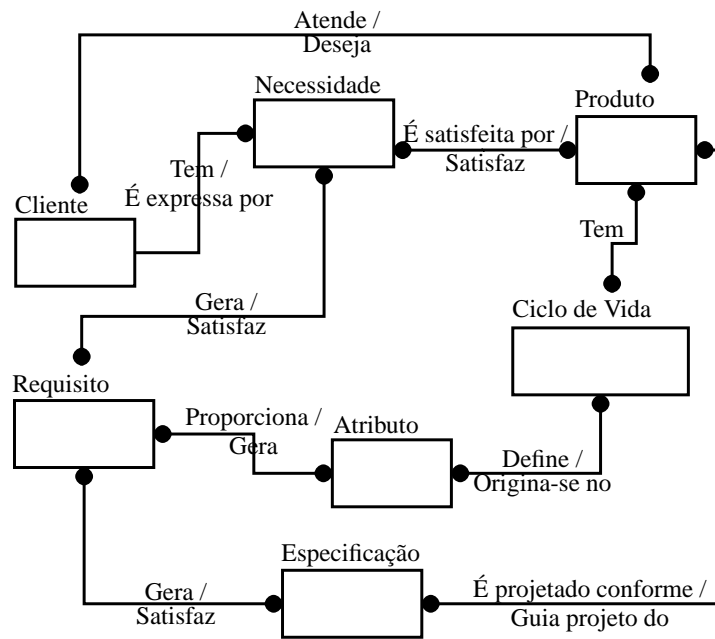 Atende /
Deseja
Necessidade
Produto
É satisfeita por /
Satisfaz
Tem /
É expressa por
Cliente
Tem
Gera /
Satisfaz
Ciclo de Vida
Requisito
Proporciona /
Gera
Atributo
Define /
Origina-se no
Especificação
Gera /
Satisfaz
É projetado conforme /
Guia projeto do